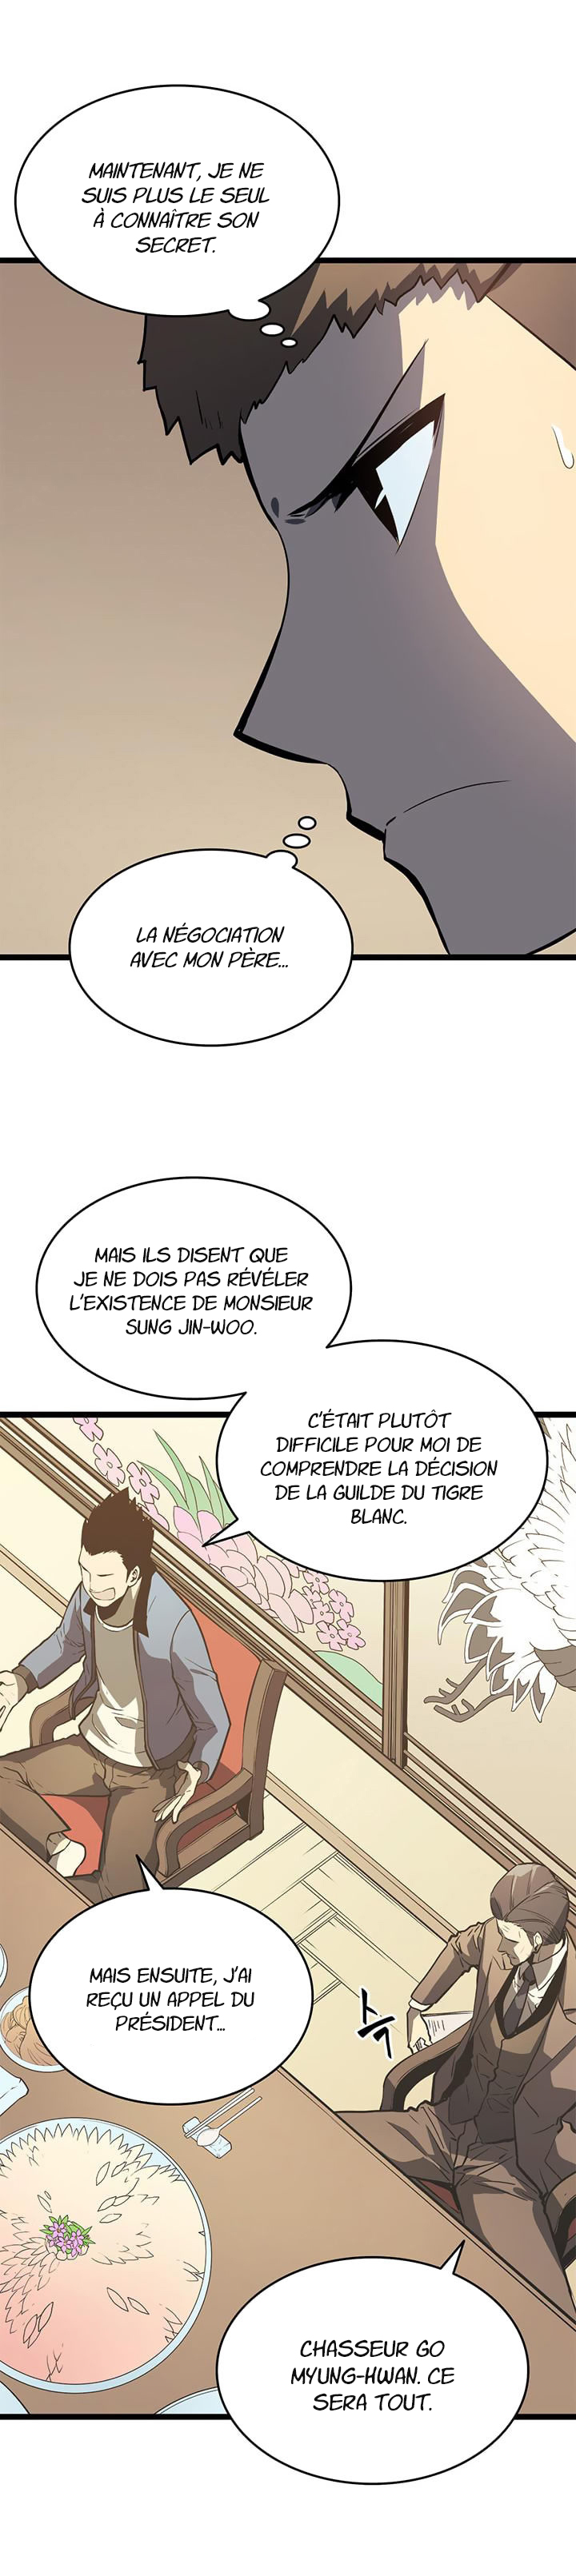 MAINTENANT, JE NE
SUIS PLUS LE SEUL
À CONNAÎTRE SON
SECRET.
LA NÉGOCIATION
AVEC MON PÈRE...
MAIS ILS DISENT QUE
JE NE DOIS PAS RÉVÉLER
L'EXISTENCE DE MONSIEUR
SUNG JIN-WOO.
C'ÉTAIT PLUTÔT
DIFFICILE POUR MOI DE
COMPRENDRE LA DÉCISION
DE LA GUILDE DU TIGRE
BLANC.
MAIS ENSUITE, J'AI
REÇU UN APPEL DU
PRÉSIDENT...
トド
CHASSEUR GO
MYUNG-HWAN. CE
SERA TOUT.